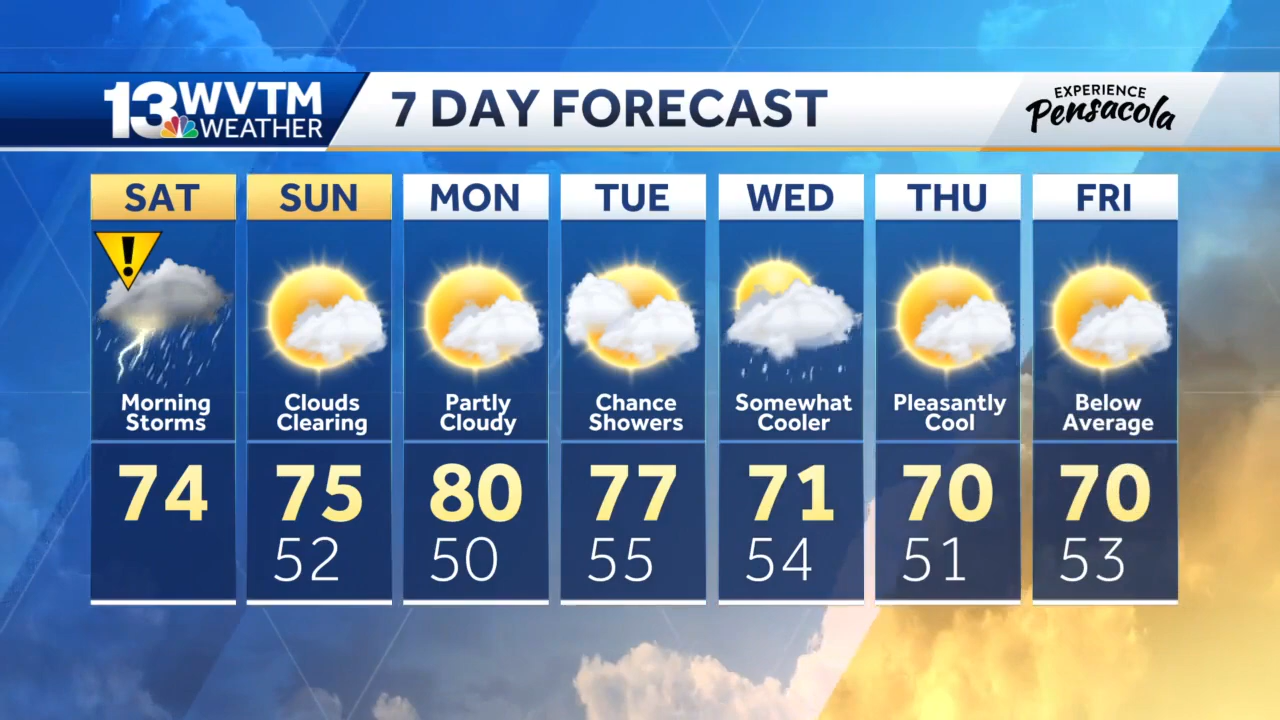 13 WVTM
WEATHER
7 DAY FORECAST
EXPERIENCE
Pensacola
SAT SUN MON TUE WED THU FRI
!
Morning Clouds Partly Chance Somewhat Pleasantly Below
Storms Clearing Cloudy Showers Cooler Cool Average
74 75 80 77 71 70 70
52 50 55 54 51 53